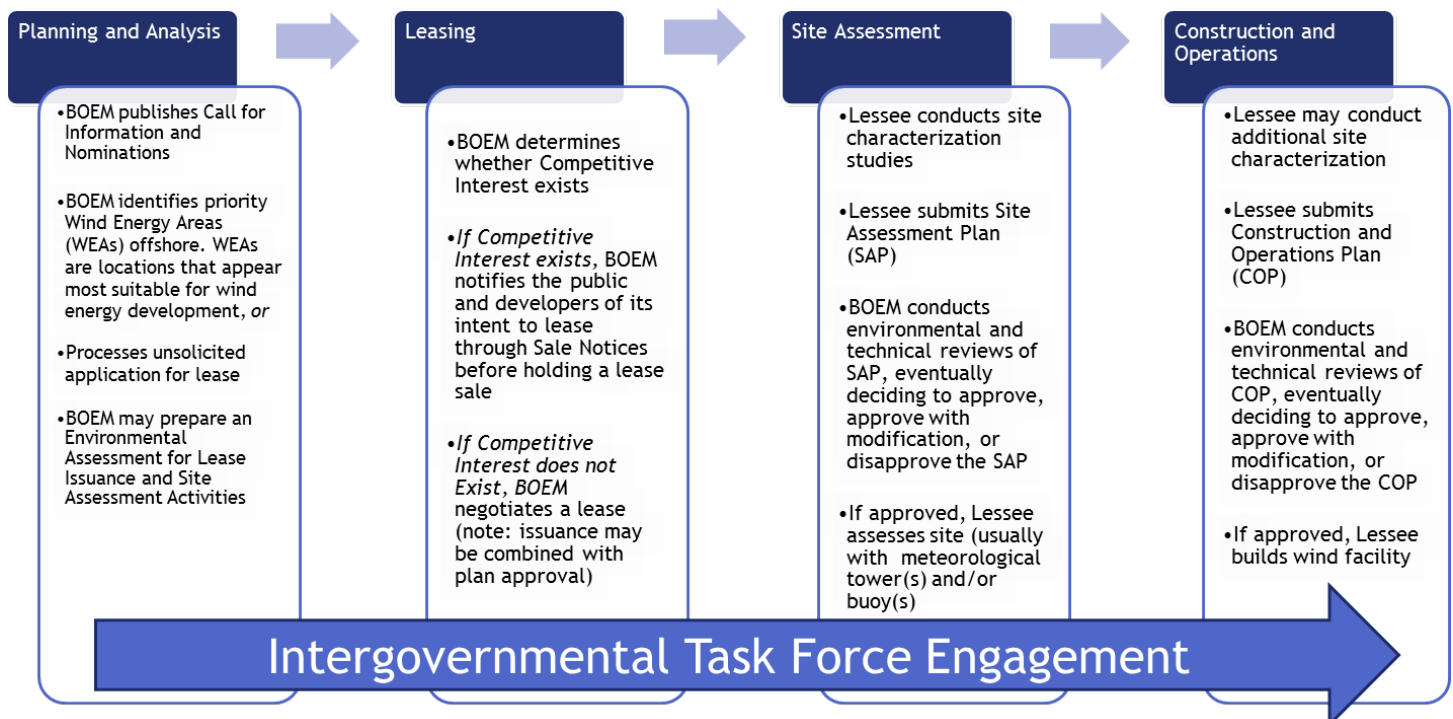 Planning and Analysis
•BOEM publishes Call for
Information and
Nominations
•BOEM identifies priority
Wind Energy Areas
(WEAs) offshore. WEAs
are locations that appear
most suitable for wind
energy development, or
•Processes unsolicited
application for lease
•BOEM may prepare an
Environmental
Assessment for Lease
Issuance and Site
Assessment Activities
Leasing
•BOEM determines
whether Competitive
Interest exists
•If Competitive
Interest exists, BOEM
notifies the public
and developers of its
intent to lease
through Sale Notices
before holding a lease
sale
•If Competitive
Interest does not
Exist, BOEM
negotiates a lease
(note: issuance may
be combined with
plan approval)
Site Assessment
•Lessee conducts site
characterization
studies
•Lessee submits Site
Assessment Plan
(SAP)
•BOEM conducts
environmental and
technical reviews of
SAP, eventually
deciding to approve,
approve with
modification, or
disapprove the SAP
•If approved, Lessee
assesses site (usually
with meteorological
tower(s) and/or
buoy(s)
Construction and
Operations
•Lessee may conduct
additional site
characterization
•Lessee submits
Construction and
Operations Plan
(COP)
•BOEM conducts
environmental and
technical reviews of
COP, eventually
deciding to approve,
approve with
modification, or
disapprove the COP
•If approved, Lessee
builds wind facility
Intergovernmental Task Force Engagement